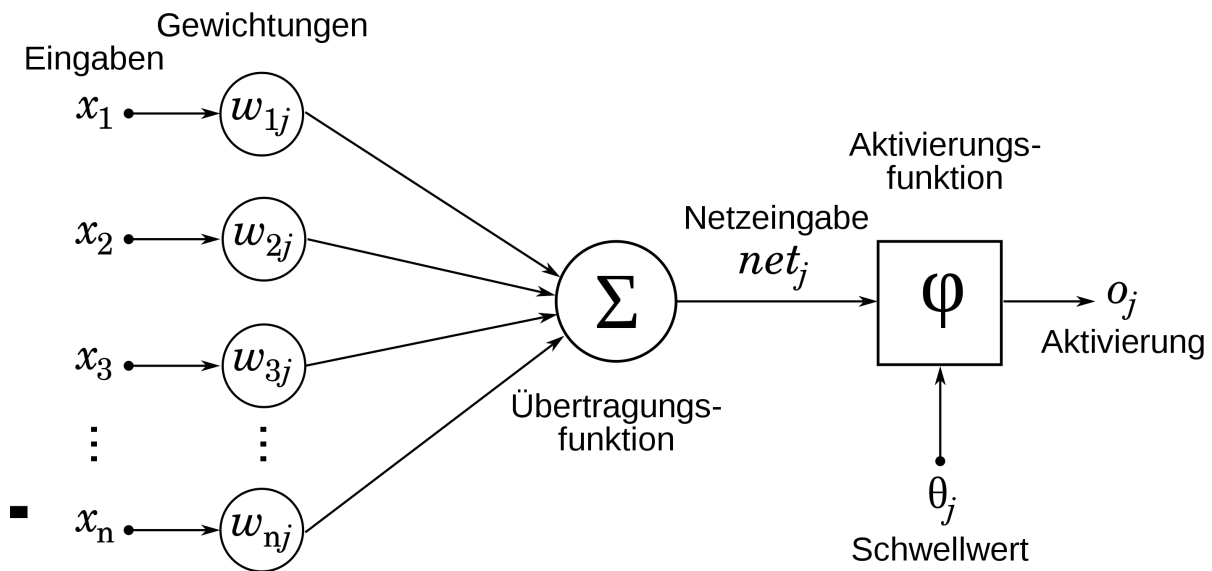 Gewichtungen
Eingaben
x₁ w₁ⱼ
Aktivierungs-
funktion
x₂ w₂ⱼ
Netzeingabe
netⱼ
Σ φ oⱼ
Aktivierung
x₃ w₃ⱼ
Übertragungs-
funktion
⋮ ⋮
θⱼ
xₙ wₙⱼ
Schwellwert